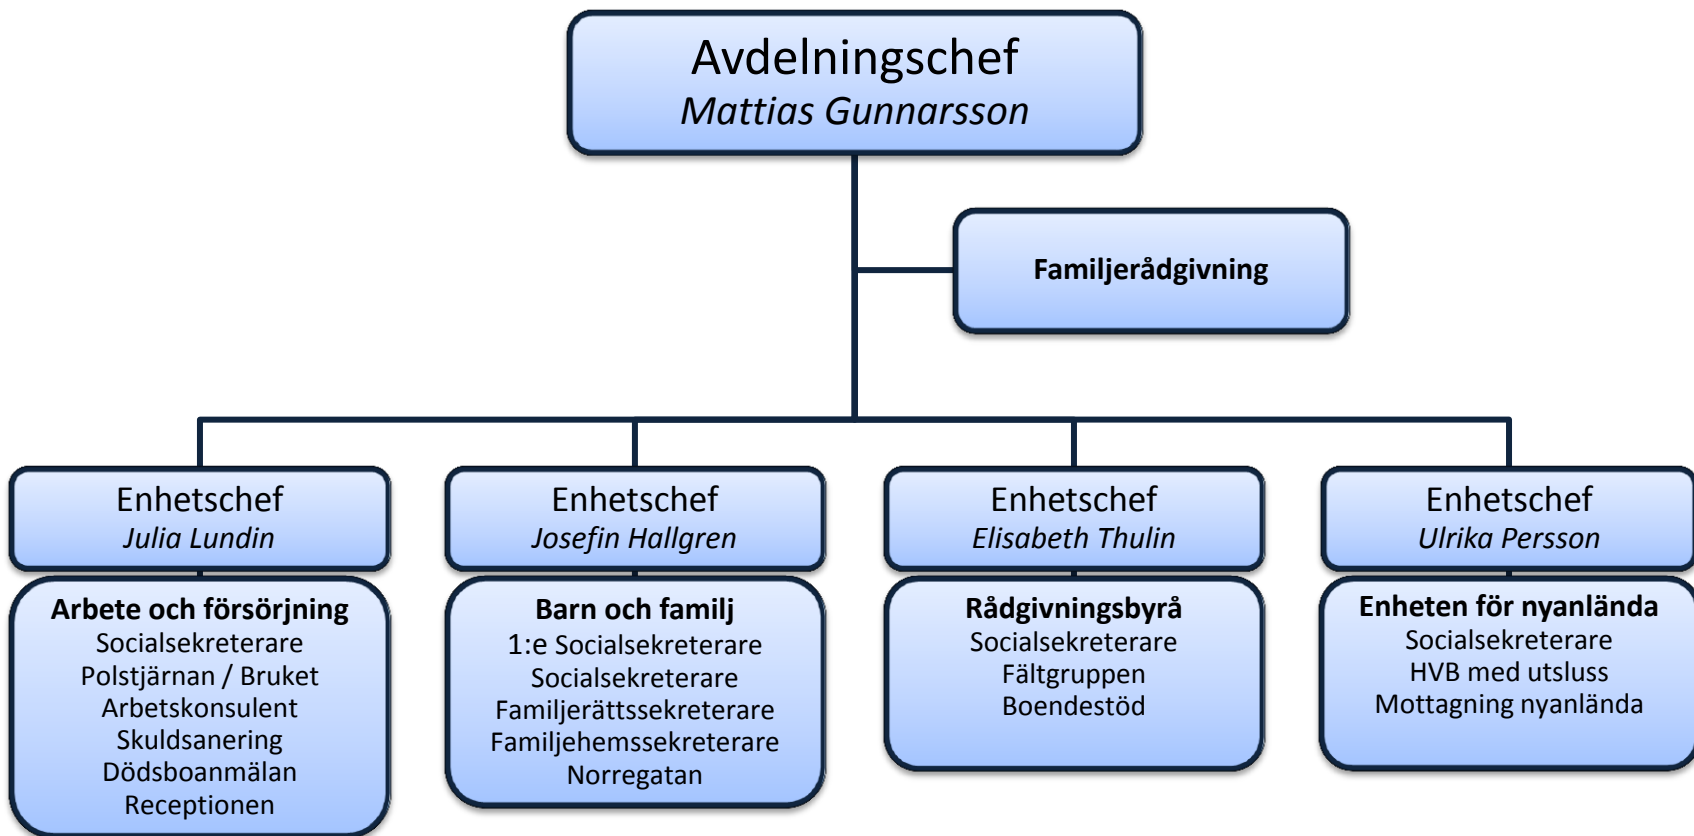 Avdelningschef
Mattias Gunnarsson
Familjerådgivning
Enhetschef
Julia Lundin
Arbete och försörjning
Socialsekreterare
Polstjärnan / Bruket
Arbetskonsulent
Skuldsanering
Dödsboanmälan
Receptionen
Enhetschef
Josefin Hallgren
Barn och familj
1:e Socialsekreterare
Socialsekreterare
Familjerättssekreterare
Familjehemssekreterare
Norregatan
Enhetschef
Elisabeth Thulin
Rådgivningsbyrå
Socialsekreterare
Fältgruppen
Boendestöd
Enhetschef
Ulrika Persson
Enheten för nyanlända
Socialsekreterare
HVB med utsluss
Mottagning nyanlända